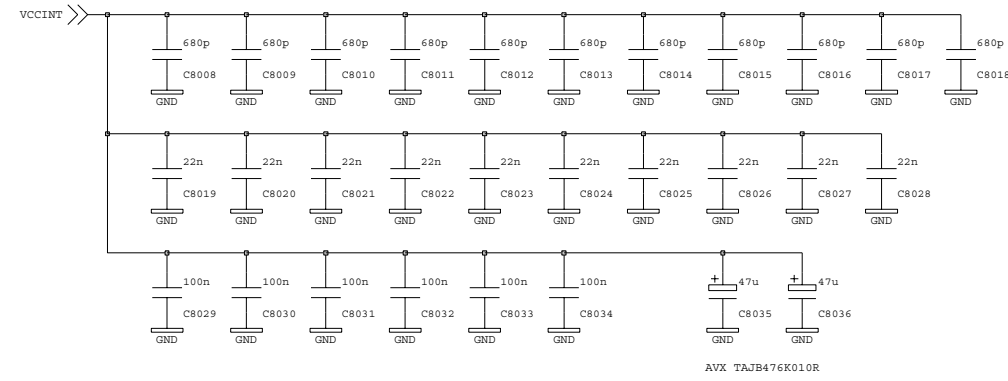 VCCINT
680p 680p 680p 680p 680p 680p 680p 680p 680p 680p 680p
C8008 C8009 C8010 C8011 C8012 C8013 C8014 C8015 C8016 C8017 C8018
GND GND GND GND GND GND GND GND GND GND GND
22n 22n 22n 22n 22n 22n 22n 22n 22n 22n
C8019 C8020 C8021 C8022 C8023 C8024 C8025 C8026 C8027 C8028
GND GND GND GND GND GND GND GND GND GND
100n 100n 100n 100n 100n 100n + 47u + 47u
C8029 C8030 C8031 C8032 C8033 C8034 C8035 C8036
GND GND GND GND GND GND GND GND
AVX TAJB476K010R